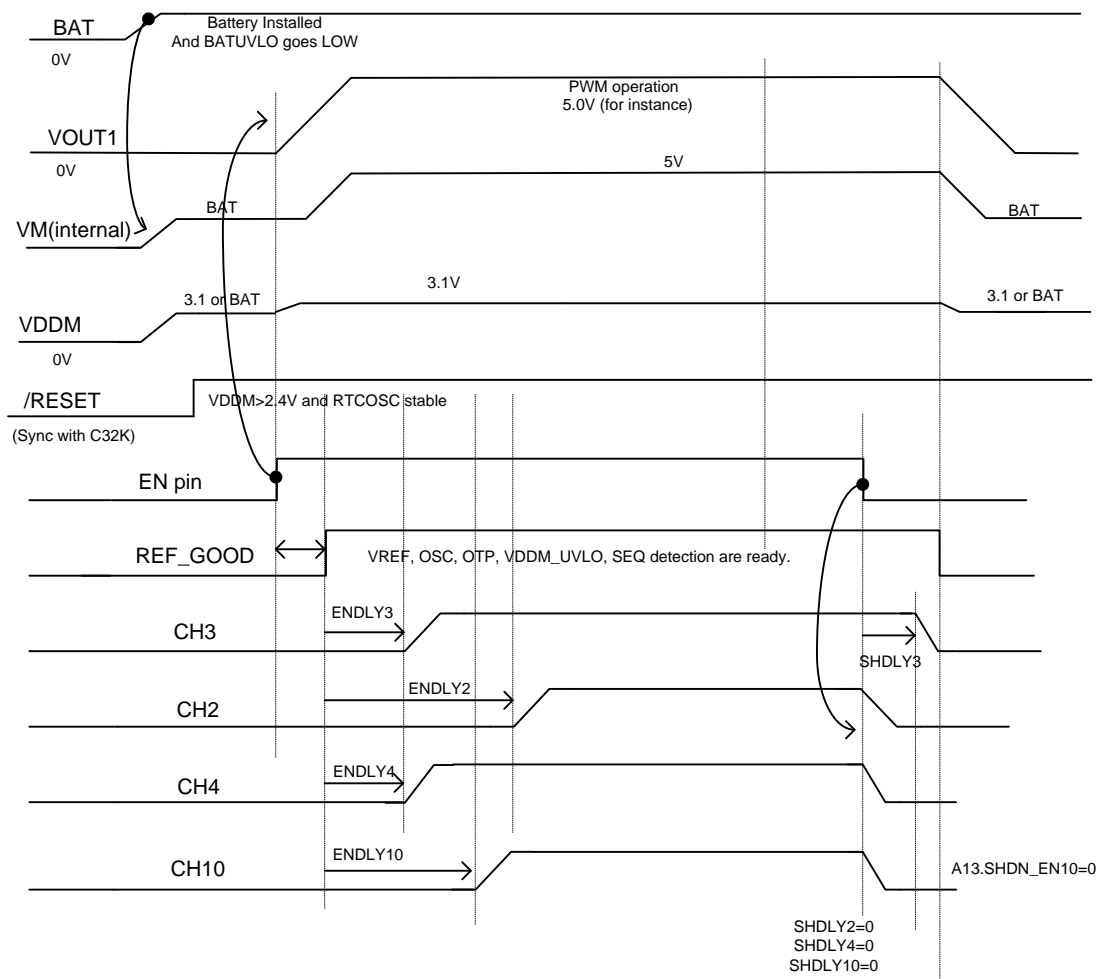 BAT
Battery Installed
And BATUVLO goes LOW
0V
PWM operation
5.0V (for instance)
VOUT1
0V
5V
BAT
BAT
VM(internal)
3.1V
3.1 or BAT
3.1 or BAT
VDDM
0V
/RESET
VDDM>2.4V and RTCOSC stable
(Sync with C32K)
EN pin
REF_GOOD
VREF, OSC, OTP, VDDM_UVLO, SEQ detection are ready.
ENDLY3
CH3
SHDLY3
ENDLY2
CH2
ENDLY4
CH4
ENDLY10
CH10
A13.SHDN_EN10=0
SHDLY2=0
SHDLY4=0
SHDLY10=0